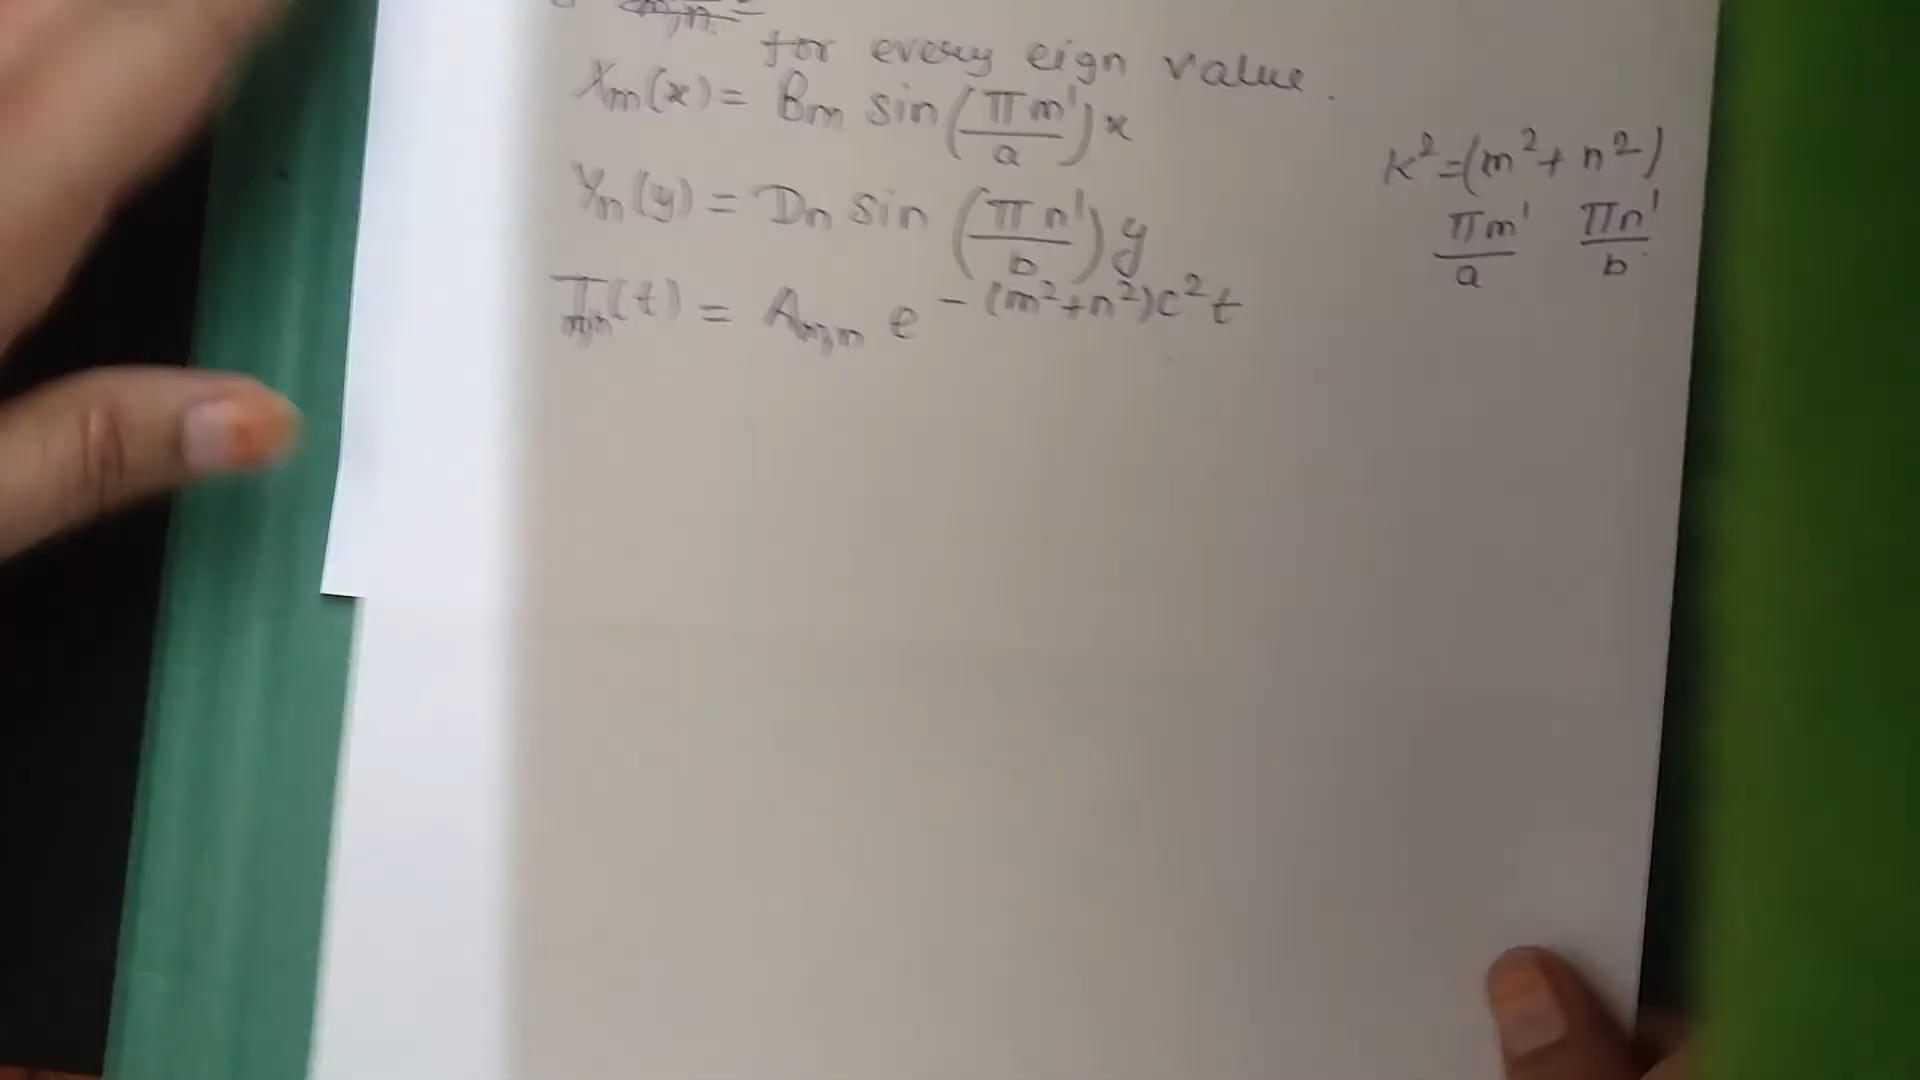 for every eign value.
Xm(x) = Bm sin(πm'/a)x
Yn(y) = Dn sin(πn'/b)y
Tm,n(t) = Am,n e^-(m²+n²)c²t
k²=(m²+n²)
πm'/a πn'/b